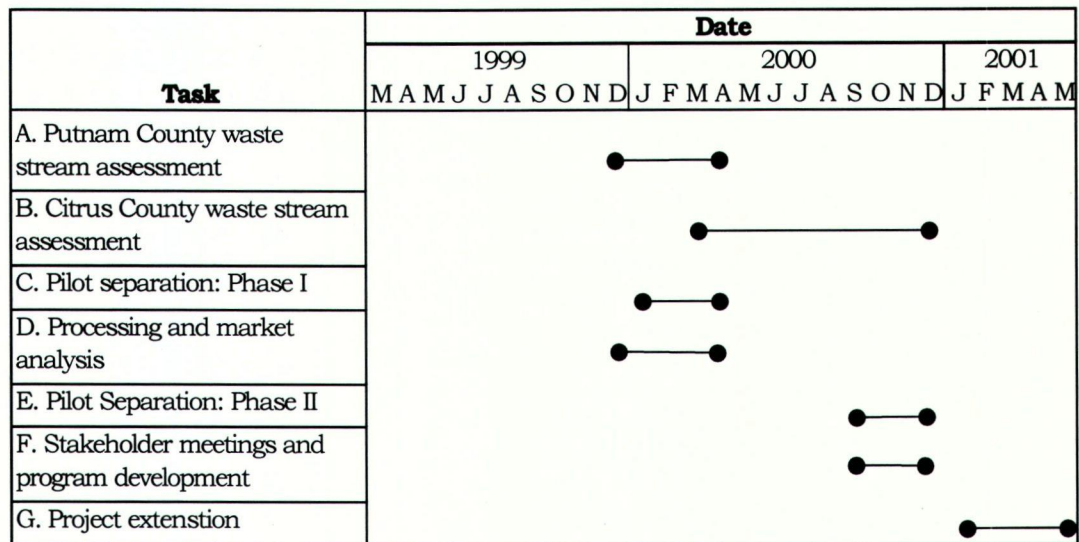 Date
1999 2000 2001
Task
M A M J J A S O N D J F M A M J J A S O N D J F M A M
A. Putnam County waste
stream assessment
B. Citrus County waste stream
assessment
C. Pilot separation: Phase I
D. Processing and market
analysis
E. Pilot Separation: Phase II
F. Stakeholder meetings and
program development
G. Project extenstion